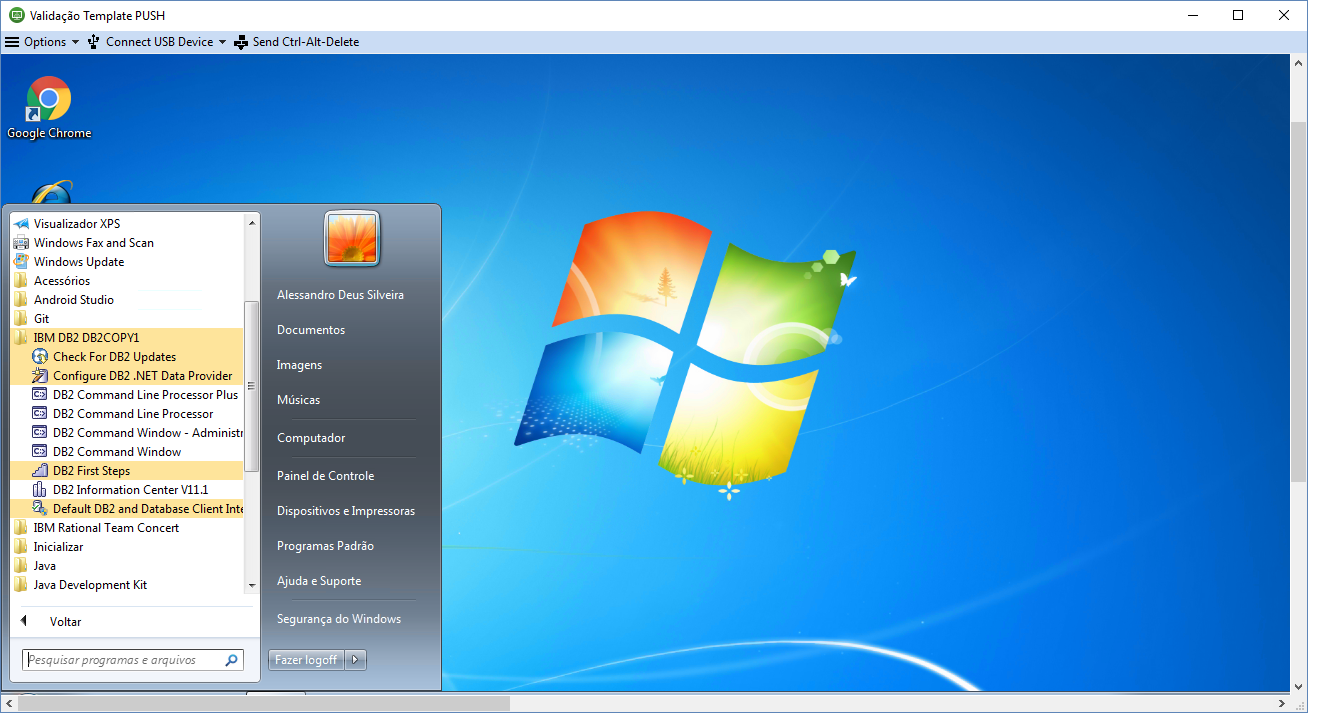 Validação Template PUSH
Options Connect USB Device Send Ctrl-Alt-Delete
Google Chrome
Visualizador XPS
Windows Fax and Scan
Windows Update
Acessórios
Android Studio
Git
IBM DB2 DB2COPY1
Check For DB2 Updates
Configure DB2 .NET Data Provider
DB2 Command Line Processor Plus
DB2 Command Line Processor
DB2 Command Window - Administr
DB2 Command Window
DB2 First Steps
DB2 Information Center V11.1
Default DB2 and Database Client Inte
IBM Rational Team Concert
Inicializar
Java
Java Development Kit
Voltar
Pesquisar programas e arquivos
Alessandro Deus Silveira
Documentos
Imagens
Músicas
Computador
Painel de Controle
Dispositivos e Impressoras
Programas Padrão
Ajuda e Suporte
Segurança do Windows
Fazer logoff